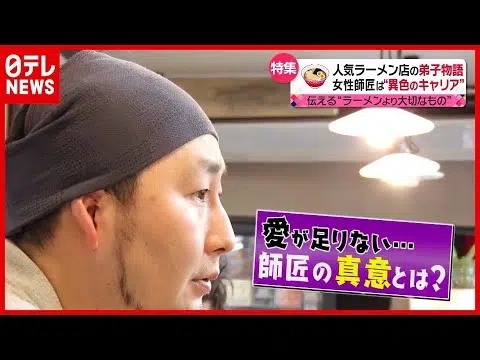 日テレ
NEWS
特集
人気ラーメン店の弟子物語
女性師匠は“異色のキャリア”
伝える“ラーメンより大切なもの”
愛が足りない…
師匠の真意とは?